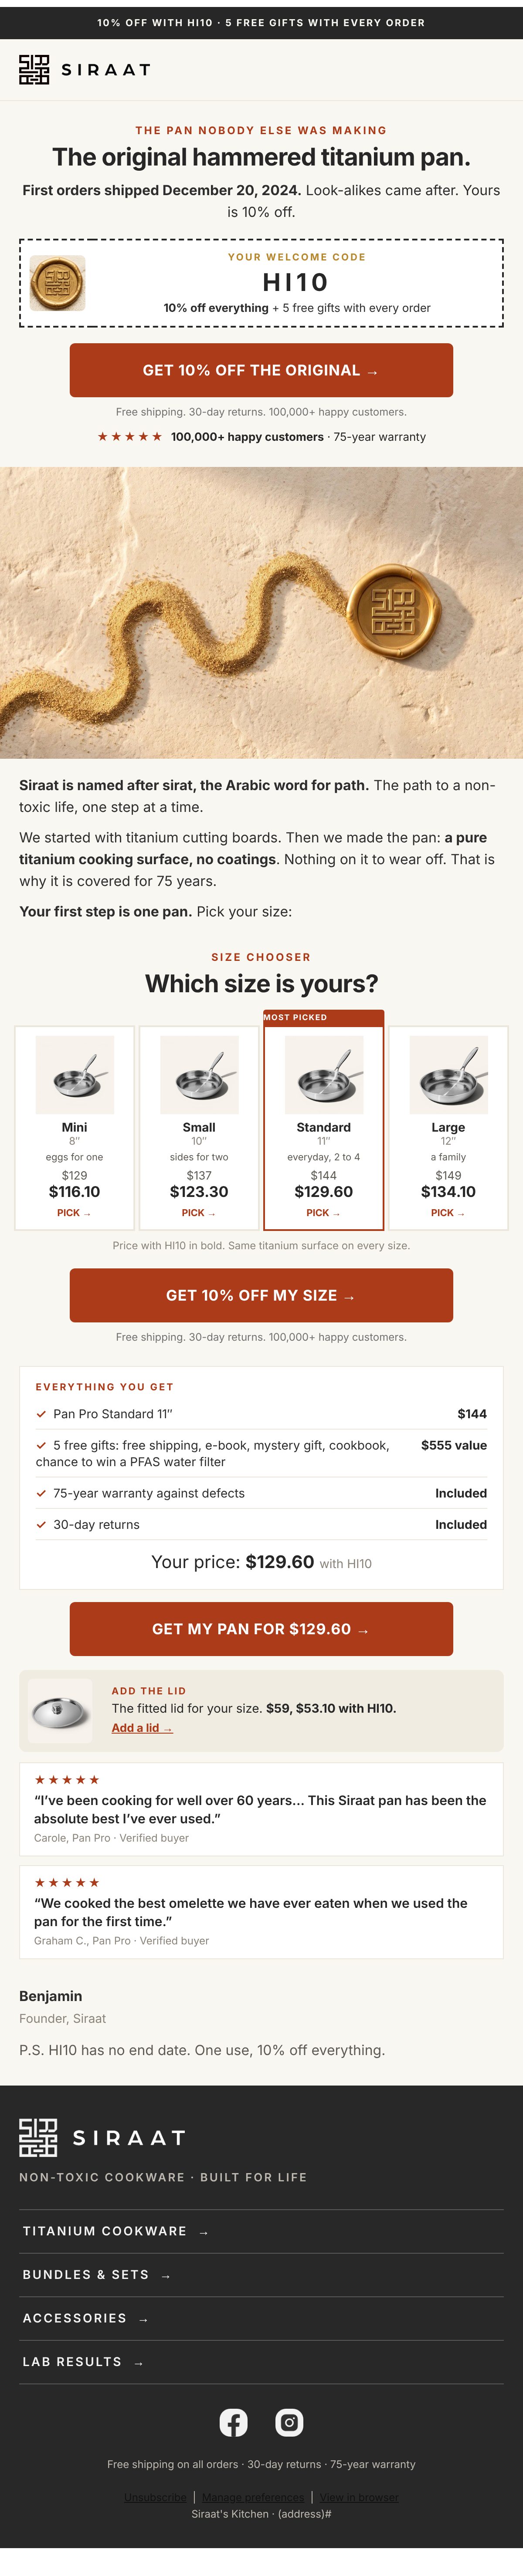 10% OFF WITH HI10 · 5 FREE GIFTS WITH EVERY ORDER
SIRAAT
THE PAN NOBODY ELSE WAS MAKING
The original hammered titanium pan.
First orders shipped December 20, 2024. Look-alikes came after. Yours
is 10% off.
YOUR WELCOME CODE
HI10
10% off everything + 5 free gifts with every order
GET 10% OFF THE ORIGINAL →
Free shipping. 30-day returns. 100,000+ happy customers.
★★★★★ 100,000+ happy customers · 75-year warranty
Siraat is named after sirat, the Arabic word for path. The path to a non-
toxic life, one step at a time.
We started with titanium cutting boards. Then we made the pan: a pure
titanium cooking surface, no coatings. Nothing on it to wear off. That is
why it is covered for 75 years.
Your first step is one pan. Pick your size:
SIZE CHOOSER
Which size is yours?
Mini
8″
eggs for one
$129
$116.10
PICK →
Small
10″
sides for two
$137
$123.30
PICK →
MOST PICKED
Standard
11″
everyday, 2 to 4
$144
$129.60
PICK →
Large
12″
a family
$149
$134.10
PICK →
Price with HI10 in bold. Same titanium surface on every size.
GET 10% OFF MY SIZE →
Free shipping. 30-day returns. 100,000+ happy customers.
EVERYTHING YOU GET
✓ Pan Pro Standard 11″ $144
✓ 5 free gifts: free shipping, e-book, mystery gift, cookbook, $555 value
chance to win a PFAS water filter
✓ 75-year warranty against defects Included
✓ 30-day returns Included
Your price: $129.60 with HI10
GET MY PAN FOR $129.60 →
ADD THE LID
The fitted lid for your size. $59, $53.10 with HI10.
Add a lid →
★★★★★
“I’ve been cooking for well over 60 years... This Siraat pan has been the
absolute best I’ve ever used.”
Carole, Pan Pro · Verified buyer
★★★★★
“We cooked the best omelette we have ever eaten when we used the
pan for the first time.”
Graham C., Pan Pro · Verified buyer
Benjamin
Founder, Siraat
P.S. HI10 has no end date. One use, 10% off everything.
SIRAAT
NON-TOXIC COOKWARE · BUILT FOR LIFE
TITANIUM COOKWARE →
BUNDLES & SETS →
ACCESSORIES →
LAB RESULTS →
Free shipping on all orders · 30-day returns · 75-year warranty
Unsubscribe | Manage preferences | View in browser
Siraat's Kitchen · (address)#